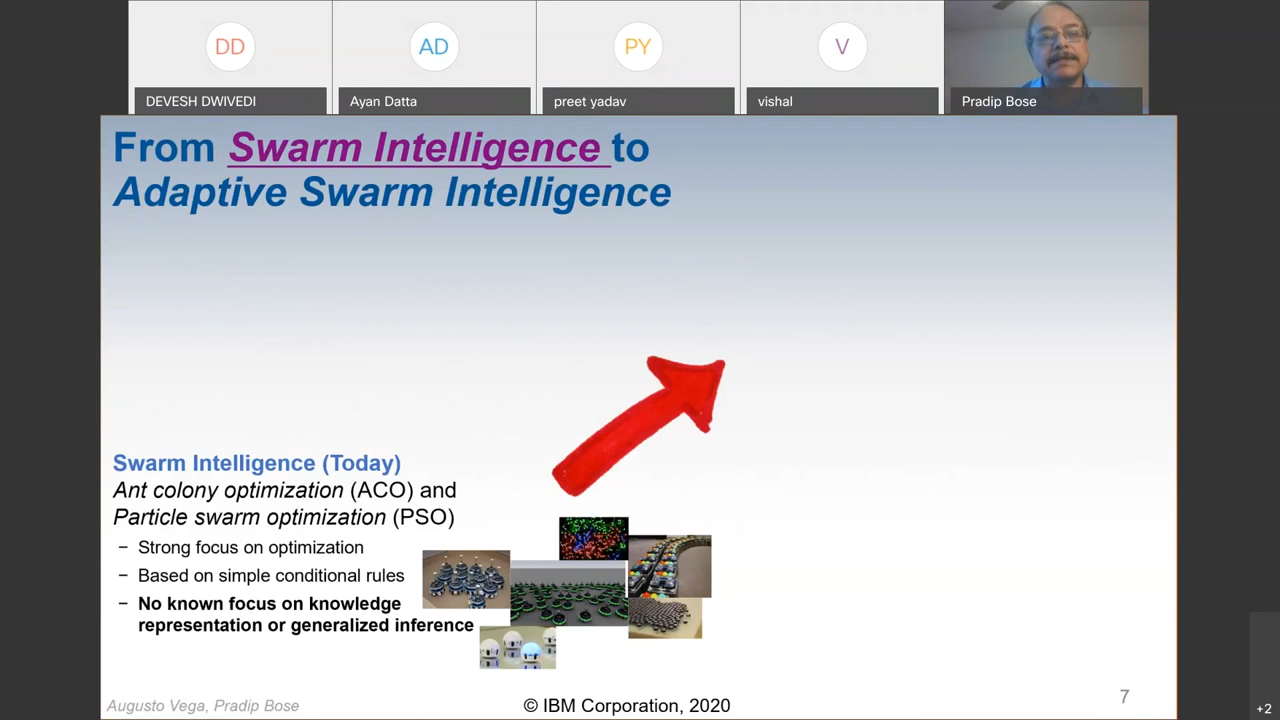 DD
AD
PY
V
DEVESH DWIVEDI
Ayan Datta
preet yadav
vishal
Pradip Bose
From Swarm Intelligence to
Adaptive Swarm Intelligence
Swarm Intelligence (Today)
Ant colony optimization (ACO) and
Particle swarm optimization (PSO)
− Strong focus on optimization
− Based on simple conditional rules
− No known focus on knowledge
representation or generalized inference
Augusto Vega, Pradip Bose
© IBM Corporation, 2020
7
+2